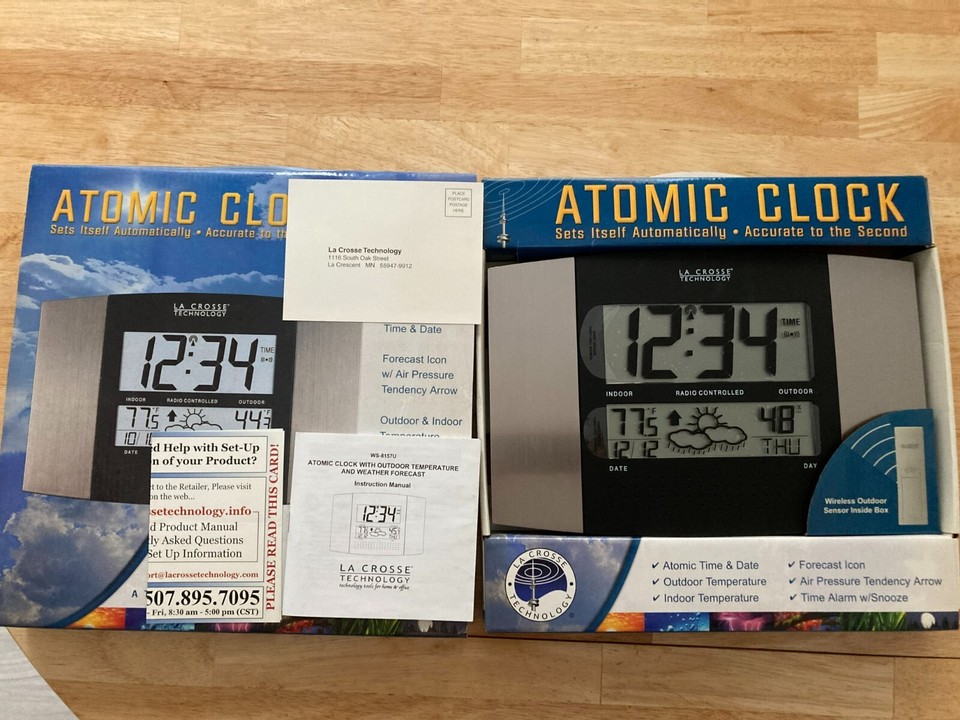 ATOMIC CLO
Sets Itself Automatically • Accurate to th
LA CROSSE
TECHNOLOGY
12:34
TIME
INDOOR RADIO CONTROLLED OUTDOOR
77.5°F
44.3
10/1
DATE
PLACE
POSTCARD
POSTAGE
HERE
La Crosse Technology
1116 South Oak Street
La Crescent MN 55947-9912
Time & Date
Forecast Icon
w/ Air Pressure
Tendency Arrow
Outdoor & Indoor
Temperature
A
d Help with Set-Up
n of your Product?
t to the Retailer, Please visit
on the web...
setechnology.info
d Product Manual
ly Asked Questions
Set Up Information
ort@lacrossetechnology.com
507.895.7095
- Fri, 8:30 am - 5:00 pm (CST)
PLEASE READ THIS CARD!
WS-8157U
ATOMIC CLOCK WITH OUTDOOR TEMPERATURE
AND WEATHER FORECAST
Instruction Manual
12:34
LA CROSSE
TECHNOLOGY
technology tools for home & office
ATOMIC CLOCK
Sets Itself Automatically • Accurate to the Second
LA CROSSE
TECHNOLOGY
12:34
TIME
INDOOR RADIO CONTROLLED OUTDOOR
77.5°F
48
12/12
THU
DATE DAY
Wireless Outdoor
Sensor Inside Box
LA CROSSE
TECHNOLOGY
✔ Atomic Time & Date
✔ Outdoor Temperature
✔ Indoor Temperature
✔ Forecast Icon
✔ Air Pressure Tendency Arrow
✔ Time Alarm w/Snooze